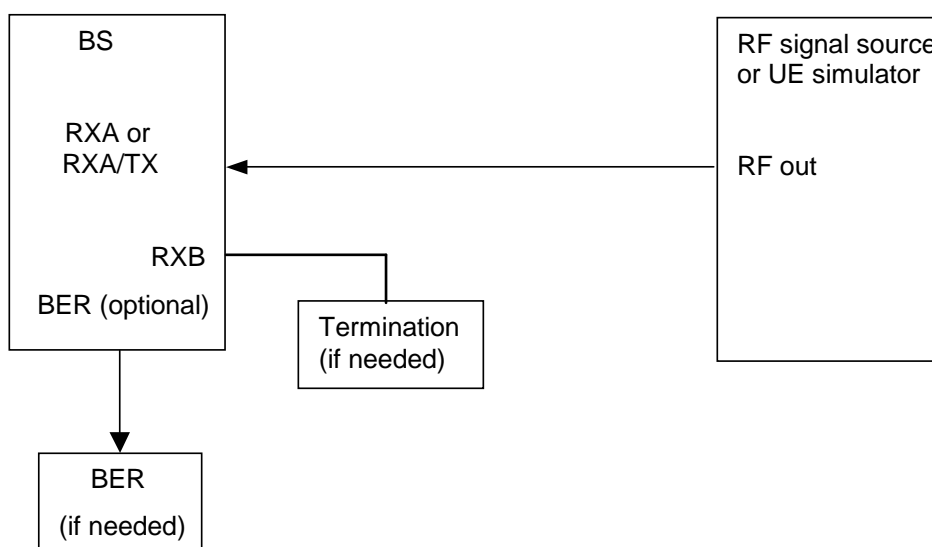 BS
RXA or
RXA/TX
RXB
BER (optional)
Termination
(if needed)
BER
(if needed)
RF signal source
or UE simulator
RF out